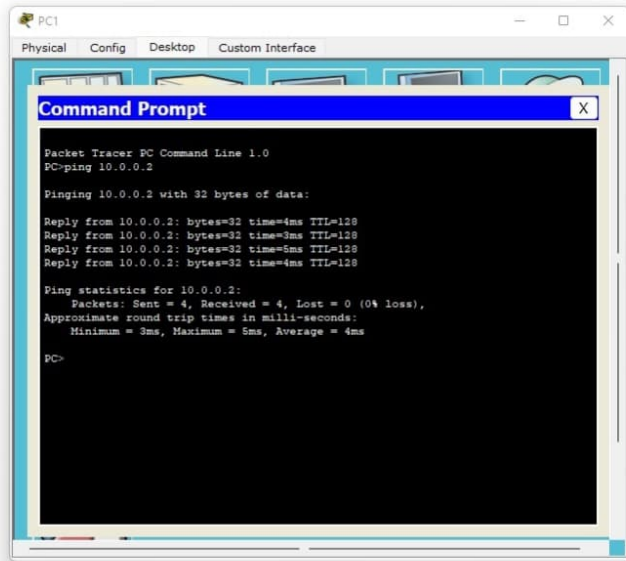 PC1
Physical Config Desktop Custom Interface
Command Prompt X
Packet Tracer PC Command Line 1.0
PC>ping 10.0.0.2
Pinging 10.0.0.2 with 32 bytes of data:
Reply from 10.0.0.2: bytes=32 time=4ms TTL=128
Reply from 10.0.0.2: bytes=32 time=3ms TTL=128
Reply from 10.0.0.2: bytes=32 time=5ms TTL=128
Reply from 10.0.0.2: bytes=32 time=4ms TTL=128
Ping statistics for 10.0.0.2:
Packets: Sent = 4, Received = 4, Lost = 0 (0% loss),
Approximate round trip times in milli-seconds:
Minimum = 3ms, Maximum = 5ms, Average = 4ms
PC>